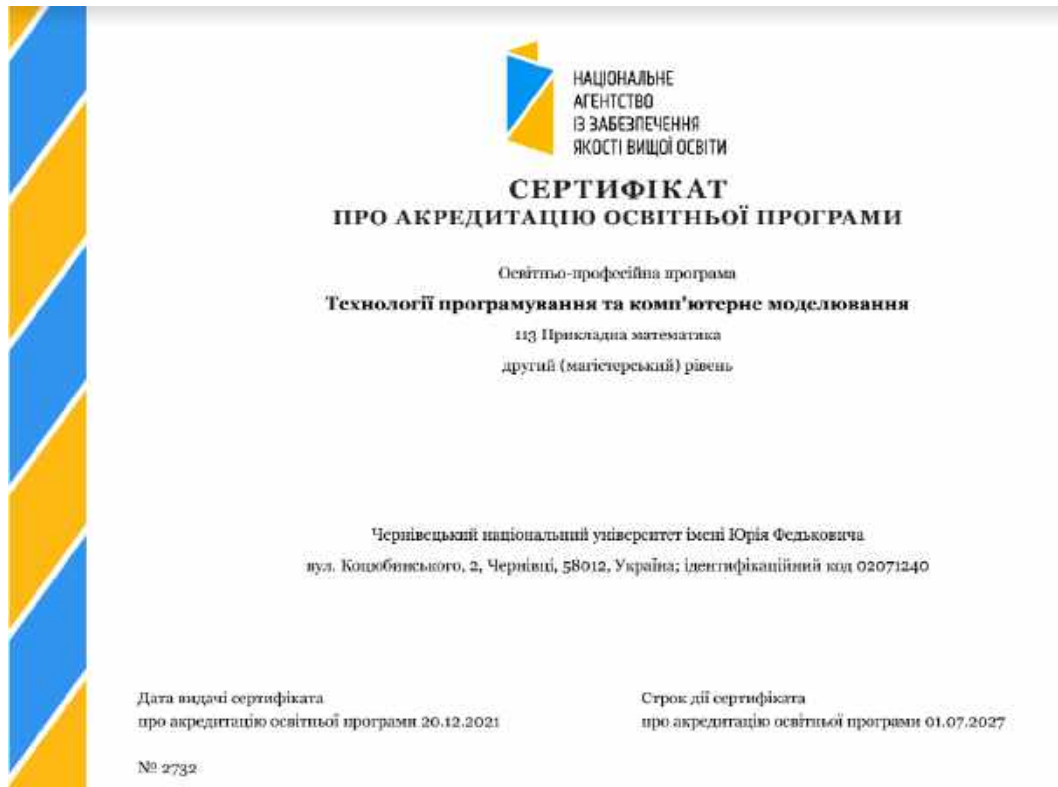 НАЦІОНАЛЬНЕ
АГЕНТСТВО
ІЗ ЗАБЕЗПЕЧЕННЯ
ЯКОСТІ ВИЩОЇ ОСВІТИ
СЕРТИФІКАТ
ПРО АКРЕДИТАЦІЮ ОСВІТНЬОЇ ПРОГРАМИ
Освітньо-професійна програма
Технології програмування та комп'ютерне моделювання
113 Прикладна математика
другий (магістерський) рівень
Чернівецький національний університет імені Юрія Федьковича
вул. Коцюбинського, 2, Чернівці, 58012, Україна; ідентифікаційний код 02071240
Дата видачі сертифіката
про акредитацію освітньої програми 20.12.2021
Строк дії сертифіката
про акредитацію освітньої програми 01.07.2027
№ 2732